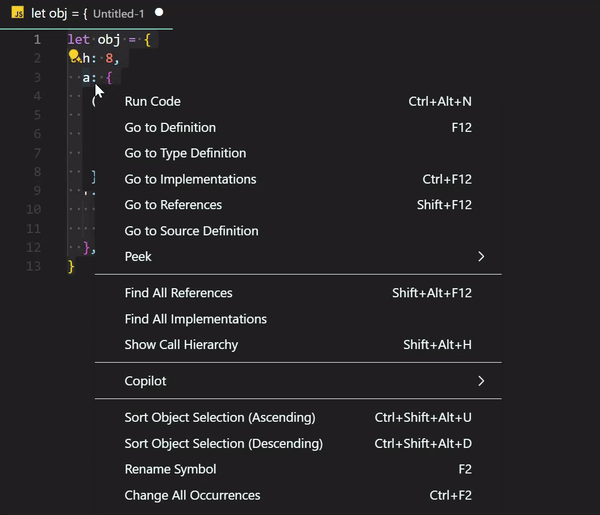 JS let obj = { Untitled-1
1 let obj = {
2 h: 8,
3 a: {
4 (
5
6
7
8 }
9
10
11
12 },
13 }
Run Code Ctrl+Alt+N
Go to Definition F12
Go to Type Definition
Go to Implementations Ctrl+F12
Go to References Shift+F12
Go to Source Definition
Peek
Find All References Shift+Alt+F12
Find All Implementations
Show Call Hierarchy Shift+Alt+H
Copilot
Sort Object Selection (Ascending) Ctrl+Shift+Alt+U
Sort Object Selection (Descending) Ctrl+Shift+Alt+D
Rename Symbol F2
Change All Occurrences Ctrl+F2